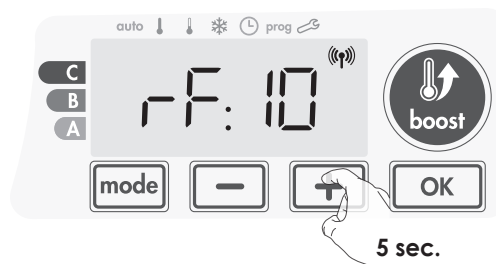 auto prog
C
B
A
rF: 10
boost
mode - + OK
5 sec.